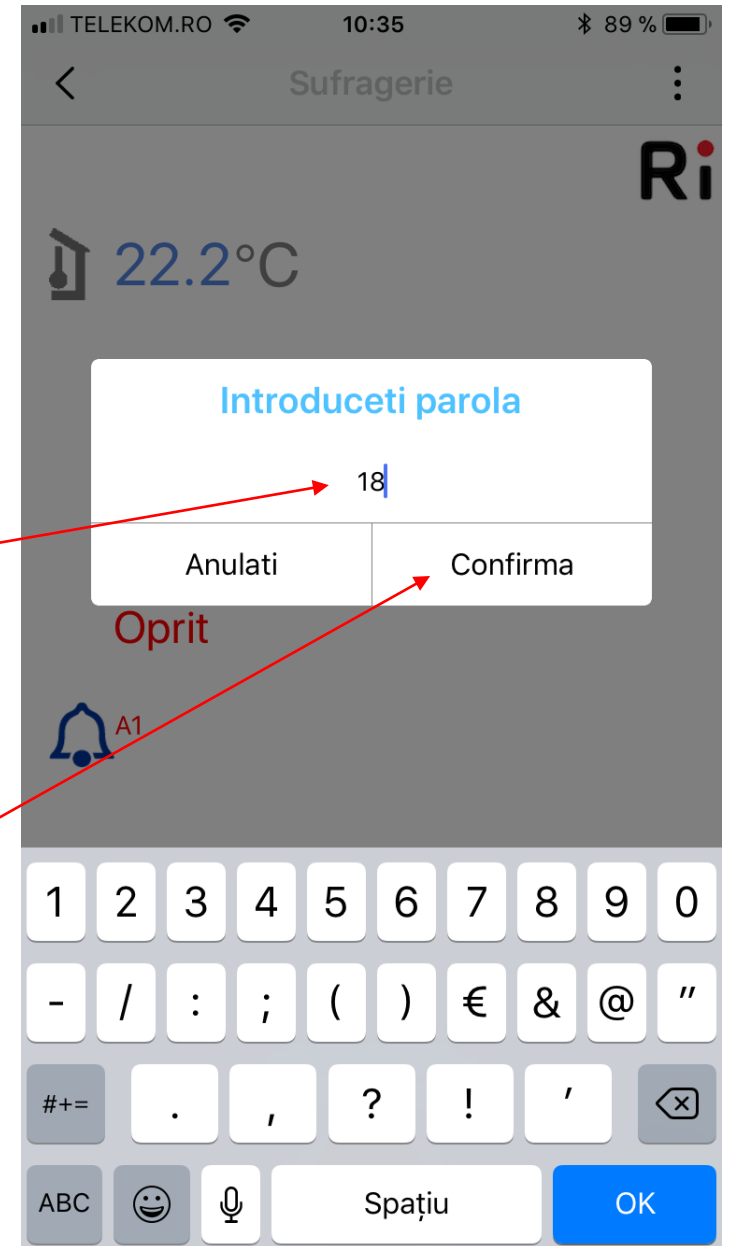 TELEKOM.RO 10:35 89 %
Sufragerie
Ri
22.2°C
Introduceti parola
18
Anulati Confirma
Oprit
A1
1 2 3 4 5 6 7 8 9 0
- / : ; ( ) € & @ "
#+= . , ? ! ′
ABC Spațiu OK